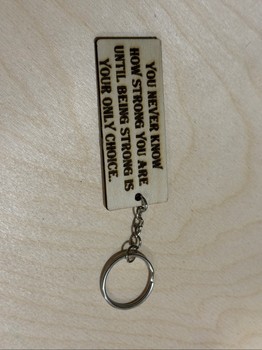 YOU NEVER KNOW
HOW STRONG YOU ARE
UNTIL BEING STRONG IS
YOUR ONLY CHOICE.